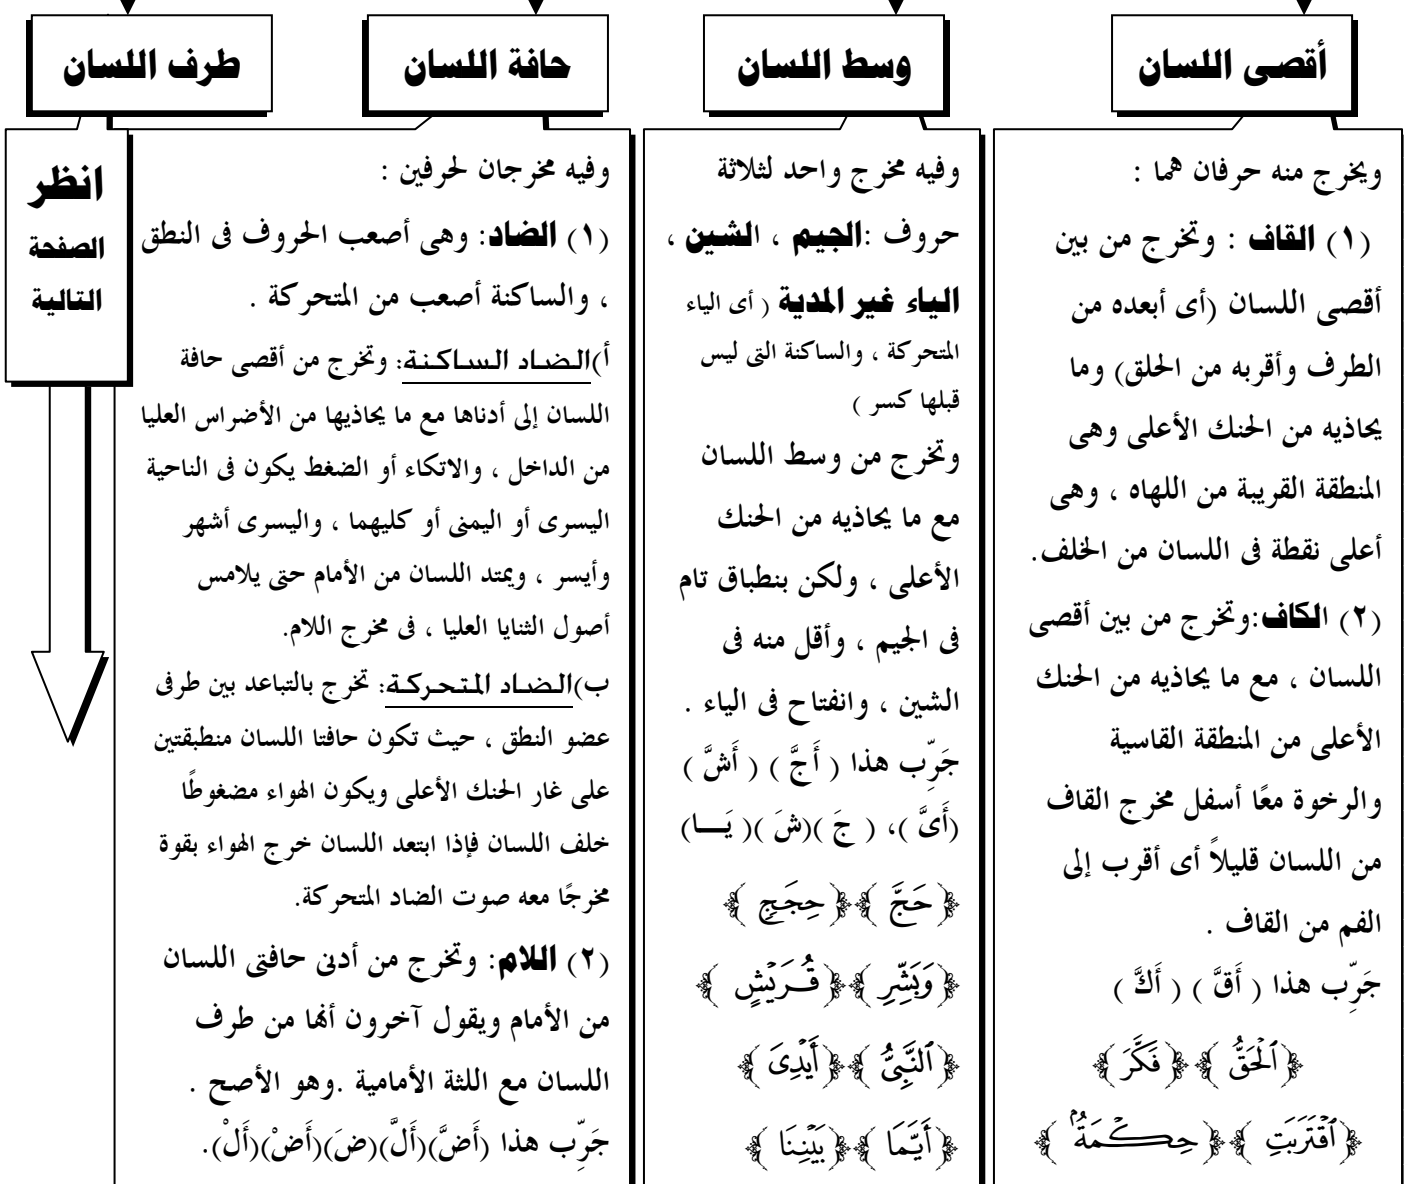 أقصى اللسان
ويخرج منه حرفان هما :
(١) القاف : وتخرج من بين
أقصى اللسان (أى أبعده من
الطرف وأقربه من الحلق) وما
يحاذيه من الحنك الأعلى وهى
المنطقة القريبة من اللهاه ، وهى
أعلى نقطة فى اللسان من الخلف.
(٢) الكاف :وتخرج من بين أقصى
اللسان ، مع ما يحاذيه من الحنك
الأعلى من المنطقة القاسية
والرخوة معًا أسفل مخرج القاف
من اللسان قليلاً أى أقرب إلى
الفم من القاف .
جَرِّب هذا ( أَقَّ ) ( أَكَّ )
﴿ ٱلْحَقُّ ﴾﴿ فَكَّرَ ﴾
﴿ ٱقْتَرَبَتِ ﴾﴿ حِكْمَةٌ ﴾
وسط اللسان
وفيه مخرج واحد لثلاثة
حروف :الجيم ، الشين ،
الياء غير المدية ( أى الياء
المتحركة ، والساكنة التى ليس
قبلها كسر )
وتخرج من وسط اللسان
مع ما يحاذيه من الحنك
الأعلى ، ولكن بنطباق تام
فى الجيم ، وأقل منه فى
الشين ، وانفتاح فى الياء .
جَرِّب هذا ( أَجَّ ) ( أَشَّ )
(أَىَّ )، ( جَ )(شَ )( يَـــا)
﴿ حَجَّ ﴾﴿ حِجَجٍ ﴾
﴿ وَبَشِّرِ ﴾﴿ قُرَيْشٍ ﴾
﴿ ٱلنَّبِىُّ ﴾﴿ أَيْدِىَ ﴾
﴿ أَيَّمَا ﴾﴿ بَيْنِنَا ﴾
حافة اللسان
وفيه مخرجان لحرفين :
(١) الضاد: وهى أصعب الحروف فى النطق
، والساكنة أصعب من المتحركة .
أ)الضاد الساكنة: وتخرج من أقصى حافة
اللسان إلى أدناها مع ما يحاذيها من الأضراس العليا
من الداخل ، والاتكاء أو الضغط يكون فى الناحية
اليسرى أو اليمنى أو كليهما ، واليسرى أشهر
وأيسر ، ويمتد اللسان من الأمام حتى يلامس
أصول الثنايا العليا ، فى مخرج اللام.
ب)الضاد المتحركة: تخرج بالتباعد بين طرفى
عضو النطق ، حيث تكون حافتا اللسان منطبقتين
على غار الحنك الأعلى ويكون الهواء مضغوطًا
خلف اللسان فإذا ابتعد اللسان خرج الهواء بقوة
مخرجًا معه صوت الضاد المتحركة.
(٢) اللام: وتخرج من أدنى حافتى اللسان
من الأمام ويقول آخرون أنها من طرف
اللسان مع اللثة الأمامية .وهو الأصح .
جَرِّب هذا (أَضَّ)(أَلَّ)(ضَ)(أَضْ)(أَلْ).
طرف اللسان
انظر
الصفحة
التالية